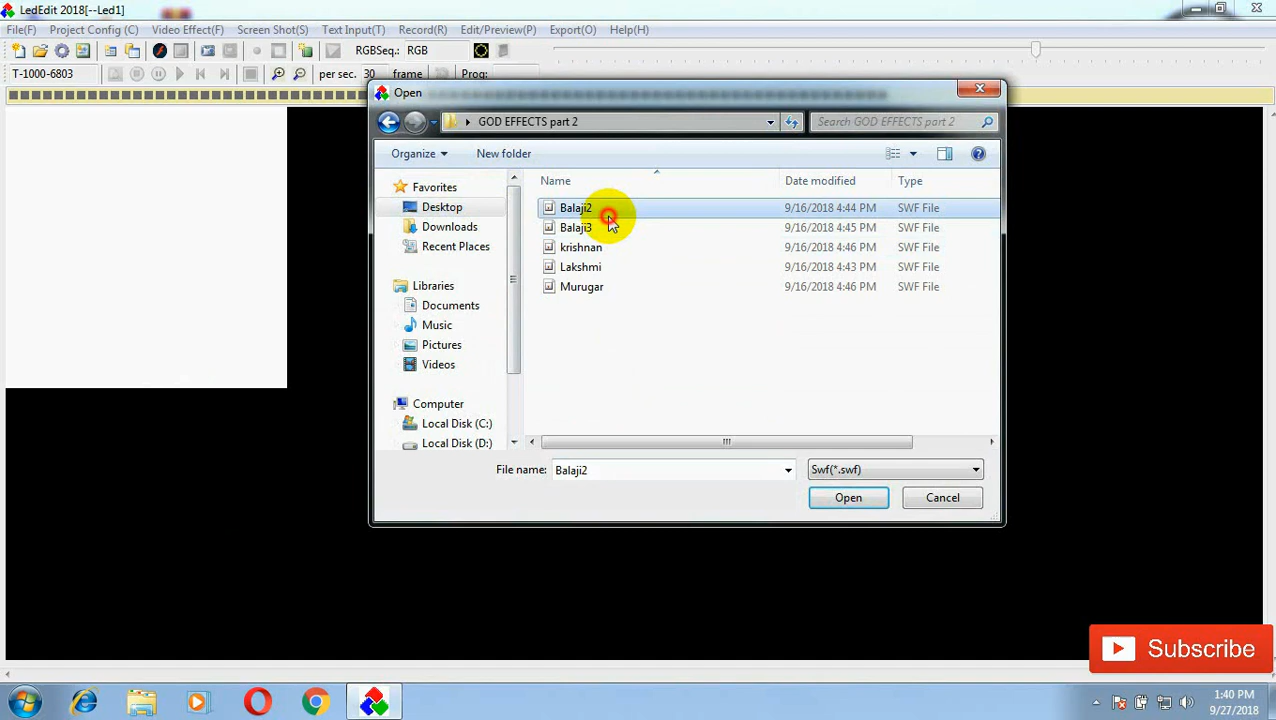 LedEdit 2018[--Led1]
File(F) Project Config (C) Video Effect(F) Screen Shot(S) Text Input(T) Record(R) Edit/Preview(P) Export(O) Help(H)
RGBSeq.: RGB
T-1000-6803 per sec. 30 frame Prog:
Open
GOD EFFECTS part 2
Search GOD EFFECTS part 2
Organize New folder
Name Date modified Type
Balaji2 9/16/2018 4:44 PM SWF File
Balaji3 9/16/2018 4:45 PM SWF File
krishnan 9/16/2018 4:46 PM SWF File
Lakshmi 9/16/2018 4:43 PM SWF File
Murugar 9/16/2018 4:46 PM SWF File
Favorites
Desktop
Downloads
Recent Places
Libraries
Documents
Music
Pictures
Videos
Computer
Local Disk (C:)
Local Disk (D:)
File name: Balaji2 Swf(*.swf)
Open Cancel
Subscribe
1:40 PM
9/27/2018